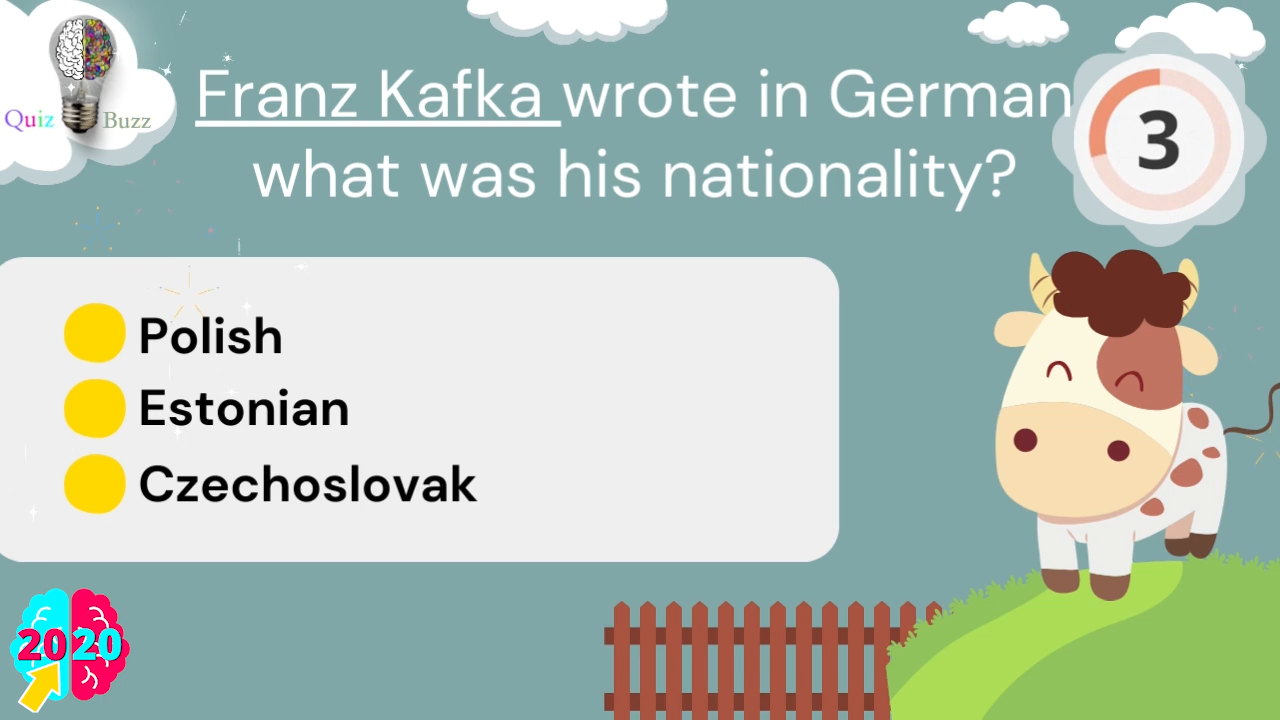 Quiz Buzz
Franz Kafka wrote in German
what was his nationality?
3
Polish
Estonian
Czechoslovak
2020